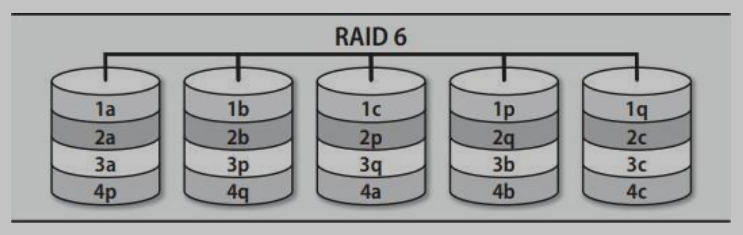 RAID 6
1a 1b 1c 1p 1q
2a 2b 2p 2q 2c
3a 3p 3q 3b 3c
4p 4q 4a 4b 4c